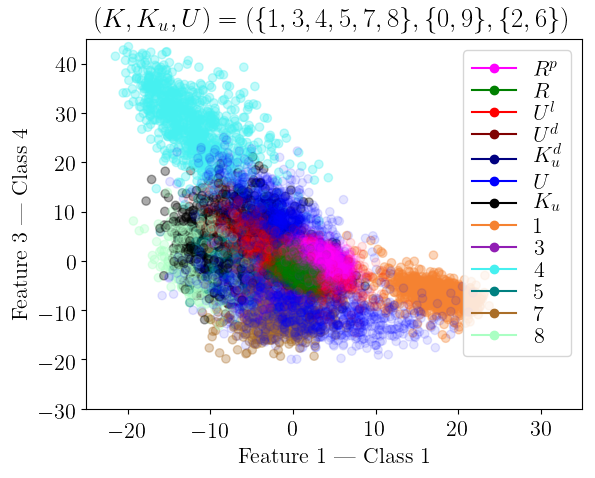 (K, K_u, U) = ({1, 3, 4, 5, 7, 8}, {0, 9}, {2, 6})
40
30
20
10
0
−10
−20
−30
Feature 3 — Class 4
R^p
R
U^l
U^d
K_u^d
U
K_u
1
3
4
5
7
8
−20 −10 0 10 20 30
Feature 1 — Class 1